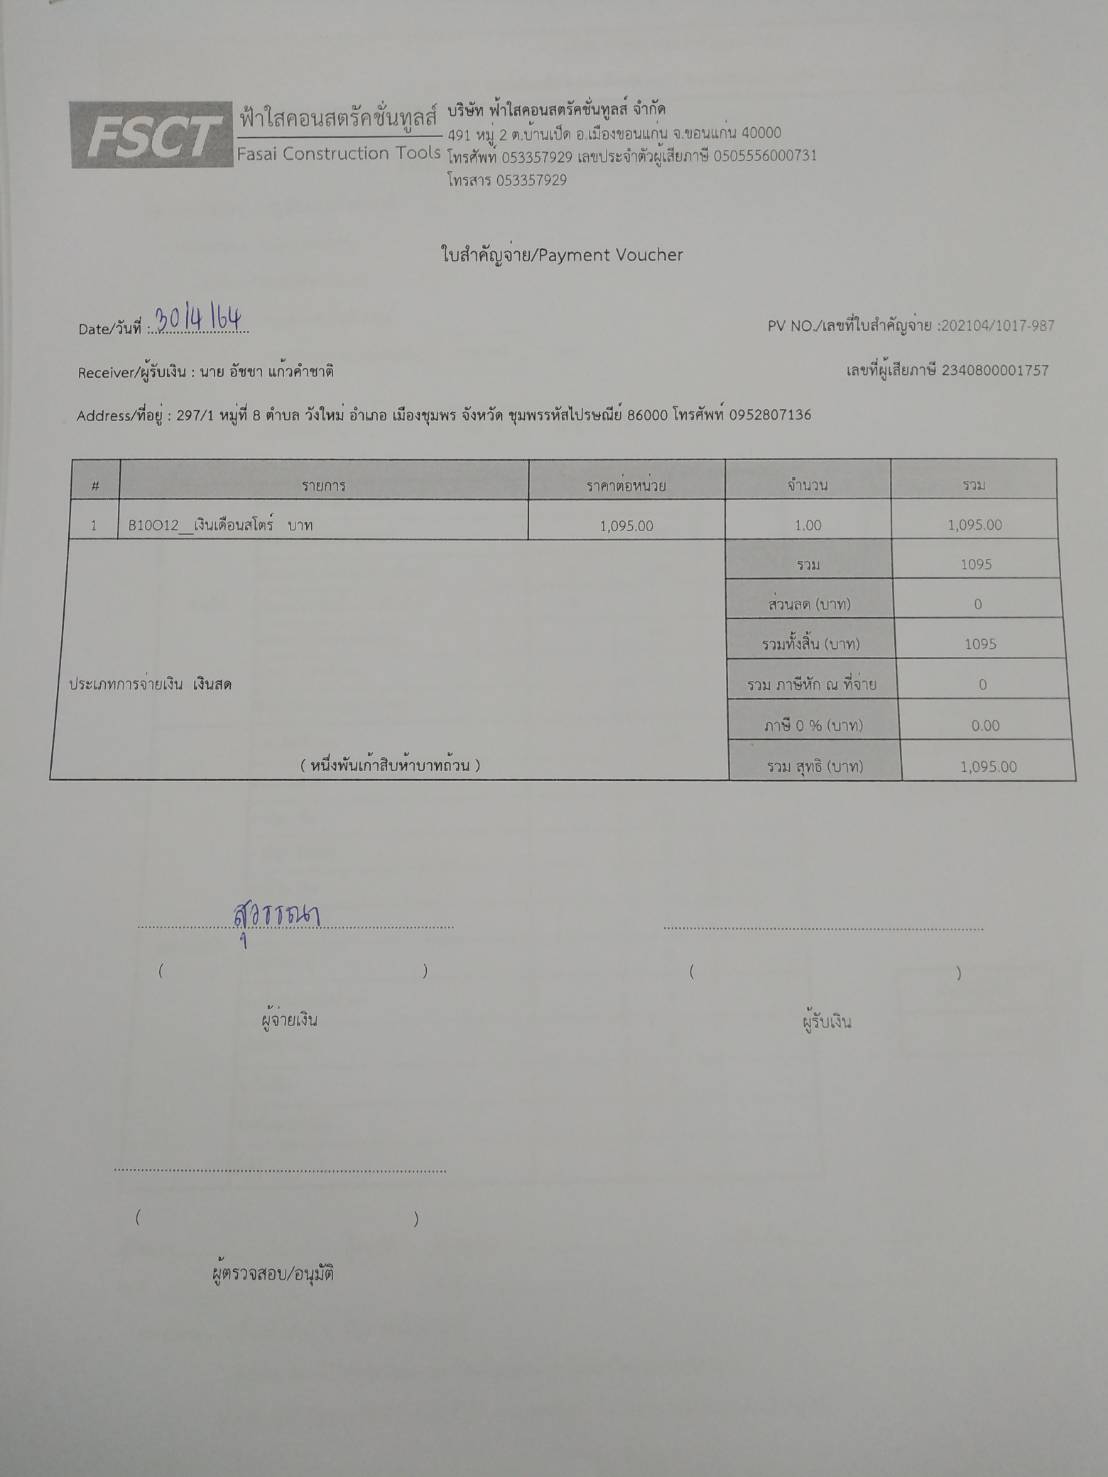 FSCT
ฟ้าใสคอนสตรัคชั่นทูลส์
Fasai Construction Tools
บริษัท ฟ้าใสคอนสตรัคชั่นทูลส์ จำกัด
491 หมู่ 2 ต.บ้านเป็ด อ.เมืองขอนแก่น จ.ขอนแก่น 40000
โทรศัพท์ 053357929 เลขประจำตัวผู้เสียภาษี 0505556000731
โทรสาร 053357929
ใบสำคัญจ่าย/Payment Voucher
Date/วันที่ : 30/4/64
PV NO./เลขที่ใบสำคัญจ่าย :202104/1017-987
Receiver/ผู้รับเงิน : นาย อัชชา แก้วคำชาติ
เลขที่ผู้เสียภาษี 2340800001757
Address/ที่อยู่ : 297/1 หมู่ที่ 8 ตำบล วังใหม่ อำเภอ เมืองชุมพร จังหวัด ชุมพรรหัสไปรษณีย์ 86000 โทรศัพท์ 0952807136
# รายการ ราคาต่อหน่วย จำนวน รวม
1 B10O12__เงินเดือนสโตร์ บาท 1,095.00 1.00 1,095.00
รวม 1095
ส่วนลด (บาท) 0
รวมทั้งสิ้น (บาท) 1095
ประเภทการจ่ายเงิน เงินสด รวม ภาษีหัก ณ ที่จ่าย 0
ภาษี 0 % (บาท) 0.00
( หนึ่งพันเก้าสิบห้าบาทถ้วน ) รวม สุทธิ (บาท) 1,095.00
สุวรรณา
( ) ( )
ผู้จ่ายเงิน ผู้รับเงิน
( )
ผู้ตรวจสอบ/อนุมัติ